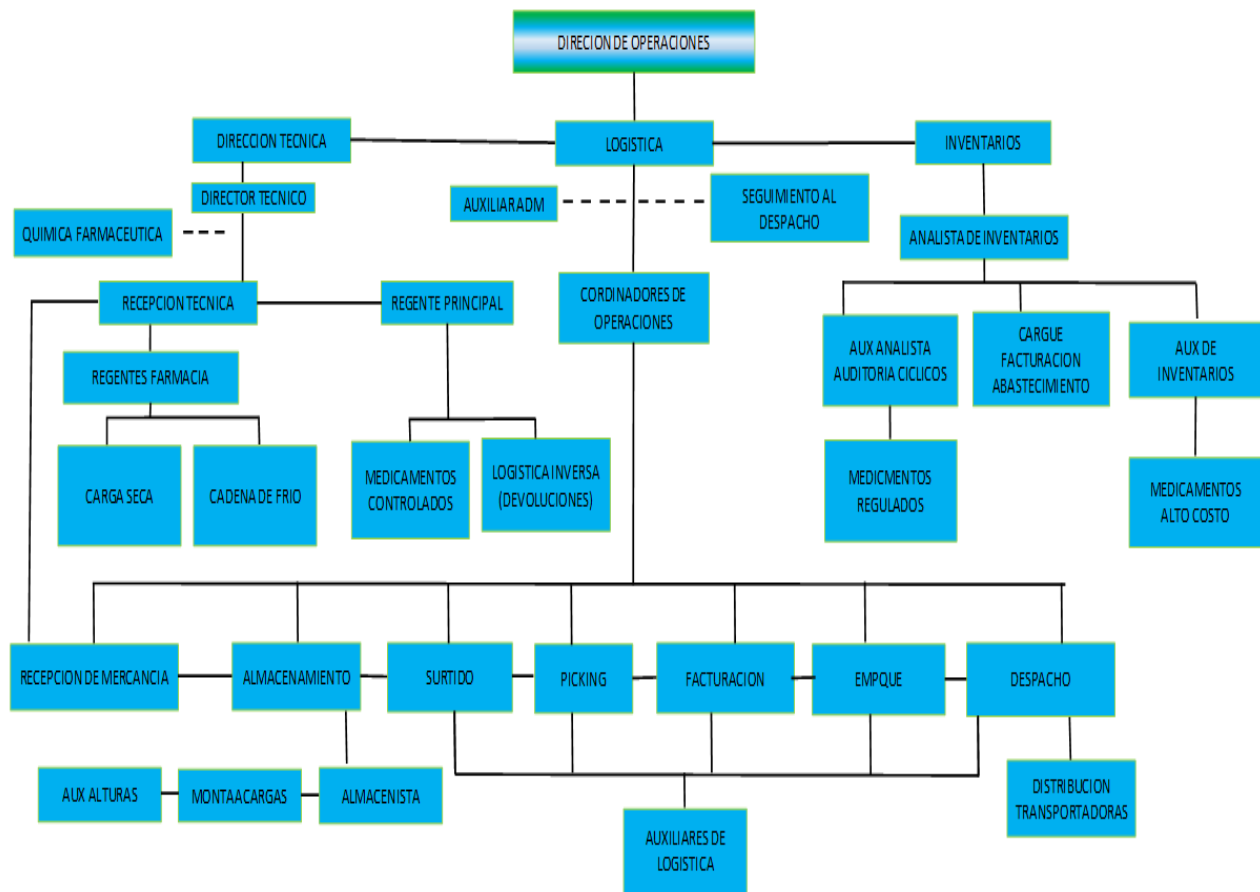 DIRECION DE OPERACIONES
DIRECCION TECNICA
LOGISTICA
INVENTARIOS
DIRECTOR TECNICO
AUXILIAR ADM
SEGUIMIENTO AL
DESPACHO
QUIMICA FARMACEUTICA
ANALISTA DE INVENTARIOS
RECEPCION TECNICA
REGENTE PRINCIPAL
CORDINADORES DE
OPERACIONES
AUX ANALISTA
AUDITORIA CICLICOS
CARGUE
FACTURACION
ABASTECIMIENTO
AUX DE
INVENTARIOS
REGENTES FARMACIA
CARGA SECA
CADENA DE FRIO
MEDICAMENTOS
CONTROLADOS
LOGISTICA INVERSA
(DEVOLUCIONES)
MEDICMENTOS
REGULADOS
MEDICAMENTOS
ALTO COSTO
RECEPCION DE MERCANCIA
ALMACENAMIENTO
SURTIDO
PICKING
FACTURACION
EMPQUE
DESPACHO
AUX ALTURAS
MONTAACARGAS
ALMACENISTA
DISTRIBUCION
TRANSPORTADORAS
AUXILIARES DE
LOGISTICA